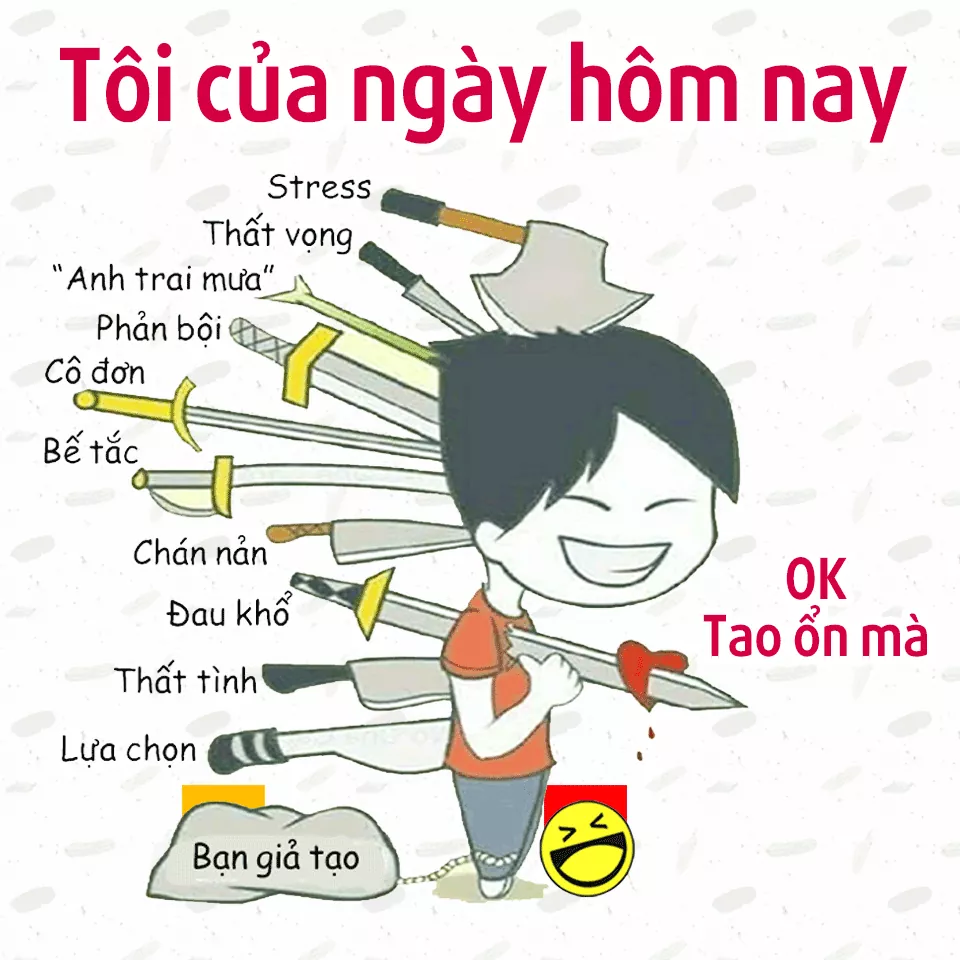 Tôi của ngày hôm nay
Stress
Thất vọng
"Anh trai mưa"
Phản bội
Cô đơn
Bế tắc
Chán nản
Đau khổ
Thất tình
Lựa chọn
Bạn giả tạo
OK
Tao ổn mà